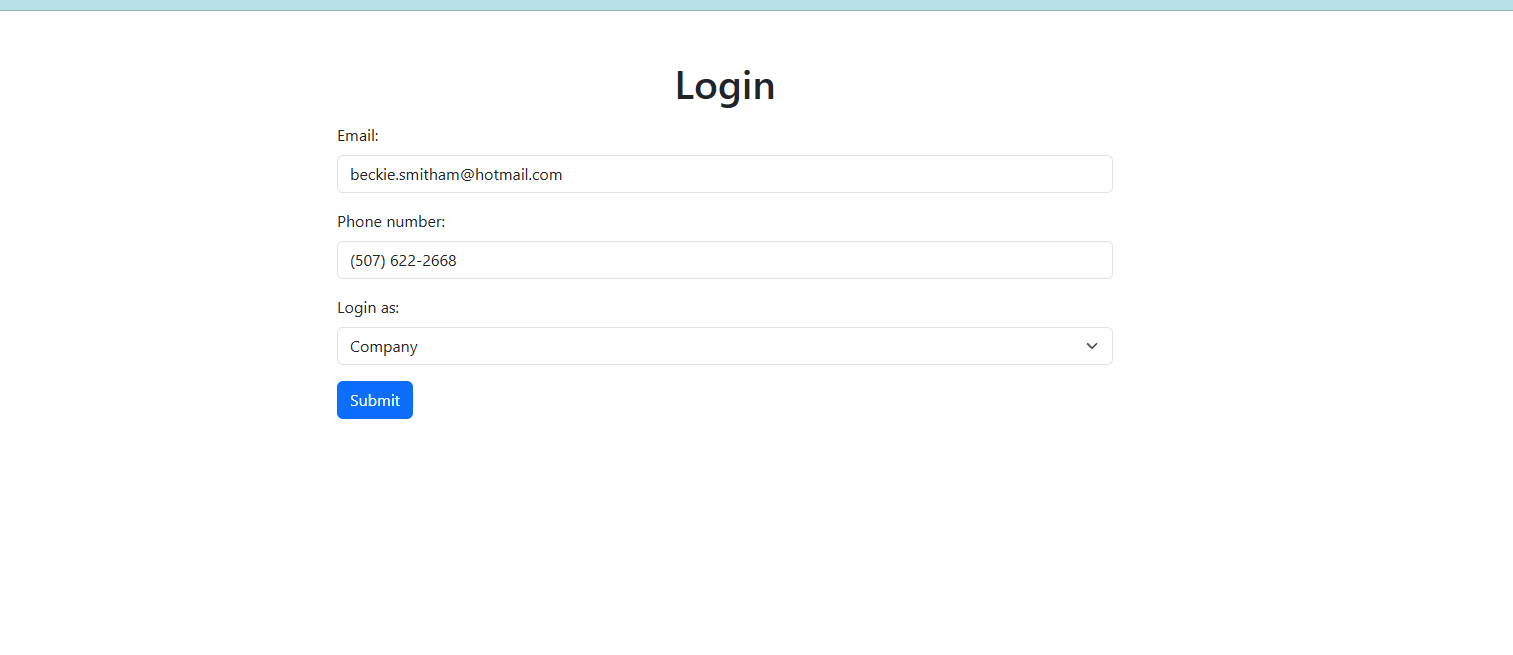 Login
Email:
beckie.smitham@hotmail.com
Phone number:
(507) 622-2668
Login as:
Company
Submit